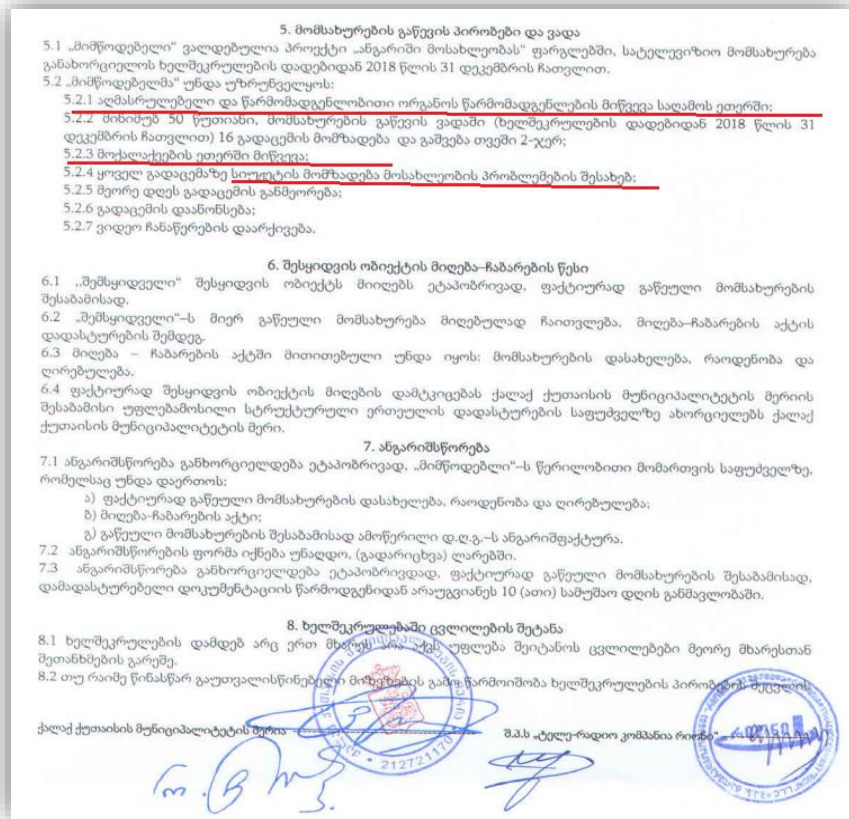 5. მომსახურების გაწევის პირობები და ვადა
5.1 „მიმწოდებელი“ ვალდებულია პროექტი „ანგარიში მოსახლეობას“ ფარგლებში, სატელევიზიო მომსახურება
განახორციელოს ხელშეკრულების დადებიდან 2018 წლის 31 დეკემბრის ჩათვლით.
5.2 „მიმწოდებელმა“ უნდა უზრუნველყოს:
5.2.1 აღმასრულებელი და წარმომადგენლობითი ორგანოს წარმომადგენლების მიწვევა საღამოს ეთერში;
5.2.2 მინიმუმ 50 წუთიანი, მომსახურების გაწევის ვადაში (ხელშეკრულების დადებიდან 2018 წლის 31
დეკემბრის ჩათვლით) 16 გადაცემის მომზადება და გაშვება თვეში 2-ჯერ;
5.2.3 მოქალაქეების ეთერში მიწვევა;
5.2.4 ყოველ გადაცემაზე სიუჟეტის მომზადება მოსახლეობის პრობლემების შესახებ;
5.2.5 მეორე დღეს გადაცემის განმეორება;
5.2.6 გადაცემის დაანონსება;
5.2.7 ვიდეო ჩანაწერების დაარქივება.
6. შესყიდვის ობიექტის მიღება–ჩაბარების წესი
6.1 „შემსყიდველი“ შესყიდვის ობიექტს მიიღებს ეტაპობრივად, ფაქტიურად გაწეული მომსახურების
შესაბამისად.
6.2 „შემსყიდველი“–ს მიერ გაწეული მომსახურება მიღებულად ჩაითვლება, მიღება–ჩაბარების აქტის
დადასტურების შემდეგ.
6.3 მიღება – ჩაბარების აქტში მითითებული უნდა იყოს: მომსახურების დასახელება, რაოდენობა და
ღირებულება.
6.4 ფაქტიურად შესყიდვის ობიექტის მიღების დამტკიცებას ქალაქ ქუთაისის მუნიციპალიტეტის მერიის
შესაბამისი უფლებამოსილი სტრუქტურული ერთეულის დადასტურების საფუძველზე ახორციელებს ქალაქ
ქუთაისის მუნიციპალიტეტის მერი.
7. ანგარიშსწორება
7.1 ანგარიშსწორება განხორციელდება ეტაპობრივად, „მიმწოდებლი“–ს წერილობითი მომართვის საფუძველზე,
რომელსაც უნდა დაერთოს:
ა) ფაქტიურად გაწეული მომსახურების დასახელება, რაოდენობა და ღირებულება;
ბ) მიღება-ჩაბარების აქტი;
გ) გაწეული მომსახურების შესაბამისად ამოწერილი დ.ღ.გ.–ს ანგარიშფაქტურა.
7.2 ანგარიშსწორების ფორმა იქნება უნაღდო, (გადარიცხვა) ლარებში.
7.3 ანგარიშსწორება განხორციელდება ეტაპობრივდად, ფაქტიურად გაწეული მომსახურების შესაბამისად,
დამადასტურებელი დოკუმენტაციის წარმოდგენიდან არაუგვიანეს 10 (ათი) სამუშაო დღის განმავლობაში.
8. ხელშეკრულებაში ცვლილების შეტანა
8.1 ხელშეკრულების დამდებ არც ერთ მხარეს არა აქვს უფლება შეიტანოს ცვლილებები მეორე მხარესთან
შეთანხმების გარეშე.
8.2 თუ რაიმე წინასწარ გაუთვალისწინებელი მიზეზების გამო წარმოიშობა ხელშეკრულების პირობების შეცვლის
ქალაქ ქუთაისის მუნიციპალიტეტის მერია
შ.პ.ს „ტელე-რადიო კომპანია რიონი“
212721170